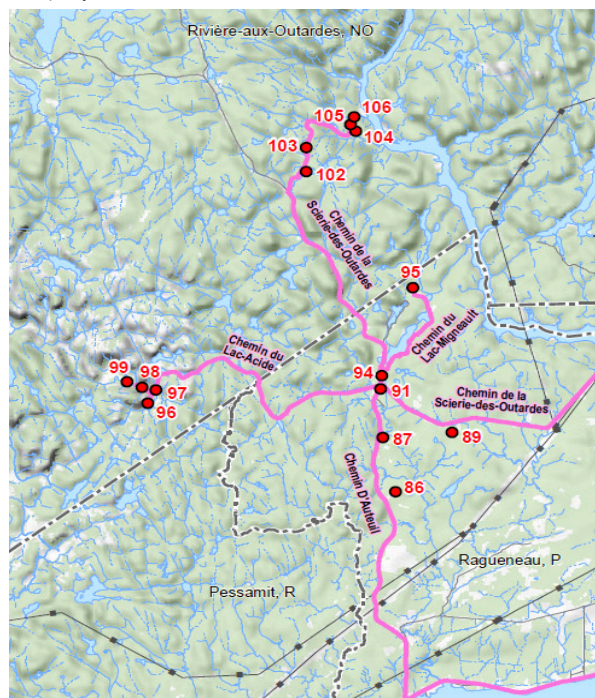 Rivière-aux-Outardes, NO
106
105
104
103
102
Chemin de la
Scierie-des-Outardes
95
Chemin du
Lac-Migneault
Chemin du
Lac-Acide
99
98
97
96
94
91
Chemin de la
Scierie-des-Outardes
87
89
Chemin D'Auteuil
86
Ragueneau, P
Pessamit, R